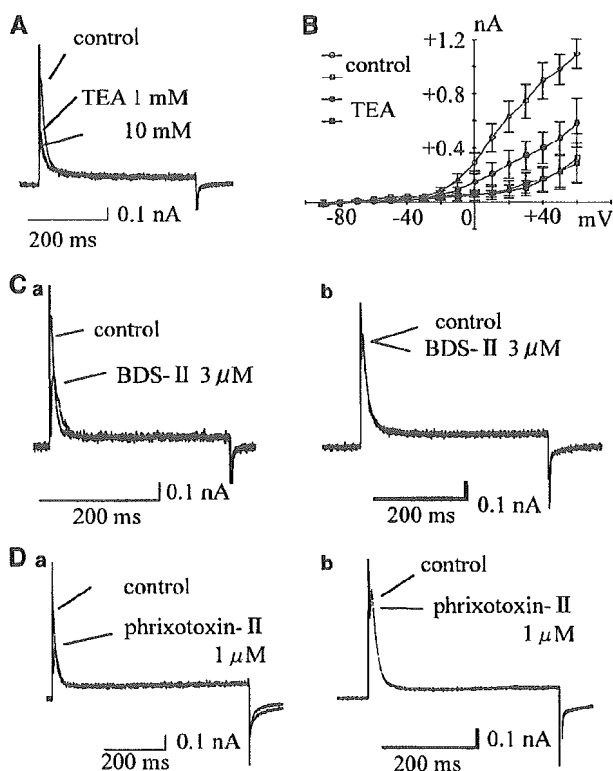 A
control
TEA 1 mM
10 mM
0.1 nA
200 ms
B
nA
+1.2
control
+0.8
TEA
+0.4
-80 -40 0 +40 mV
C a
control
BDS-II 3 μM
0.1 nA
200 ms
b
control
BDS-II 3 μM
0.1 nA
200 ms
D a
control
phrixotoxin-II
1 μM
0.1 nA
200 ms
b
control
phrixotoxin-II
1 μM
0.1 nA
200 ms